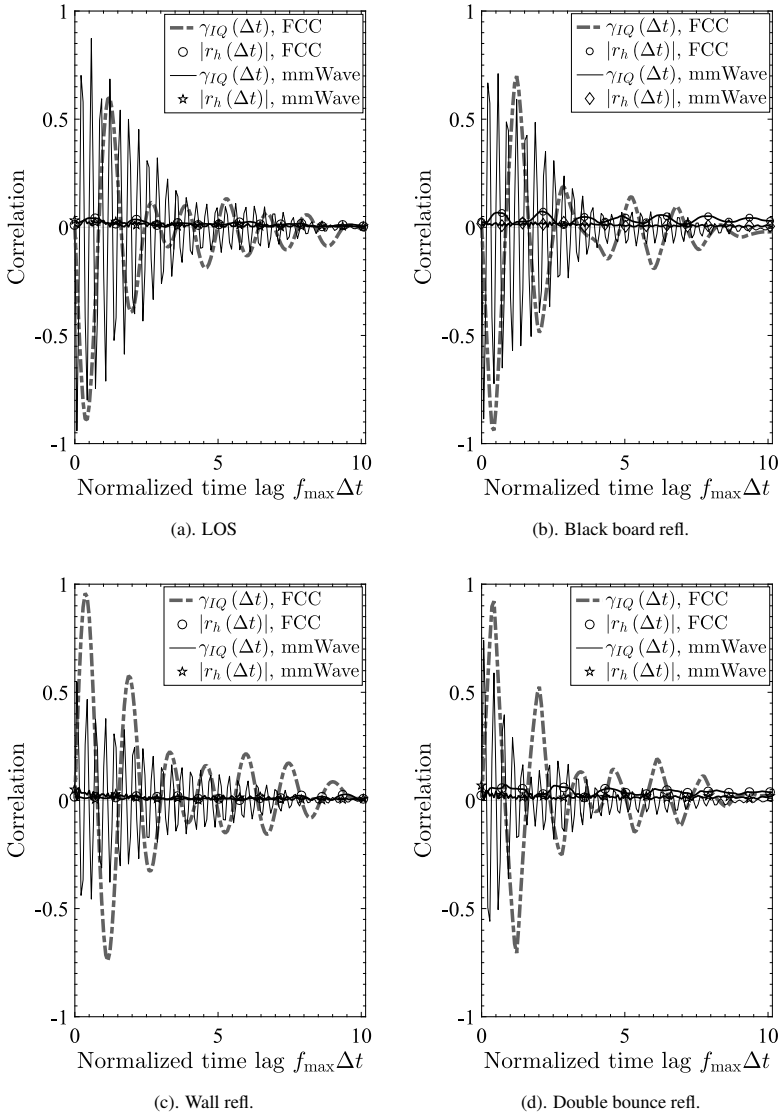 γ_IQ (Δt), FCC
|r_h (Δt)|, FCC
γ_IQ (Δt), mmWave
|r_h (Δt)|, mmWave
Correlation
1
0.5
0
-0.5
-1
0
5
10
Normalized time lag f_max Δt
(a). LOS
γ_IQ (Δt), FCC
|r_h (Δt)|, FCC
γ_IQ (Δt), mmWave
|r_h (Δt)|, mmWave
Correlation
1
0.5
0
-0.5
-1
0
5
10
Normalized time lag f_max Δt
(b). Black board refl.
γ_IQ (Δt), FCC
|r_h (Δt)|, FCC
γ_IQ (Δt), mmWave
|r_h (Δt)|, mmWave
Correlation
1
0.5
0
-0.5
-1
0
5
10
Normalized time lag f_max Δt
(c). Wall refl.
γ_IQ (Δt), FCC
|r_h (Δt)|, FCC
γ_IQ (Δt), mmWave
|r_h (Δt)|, mmWave
Correlation
1
0.5
0
-0.5
-1
0
5
10
Normalized time lag f_max Δt
(d). Double bounce refl.